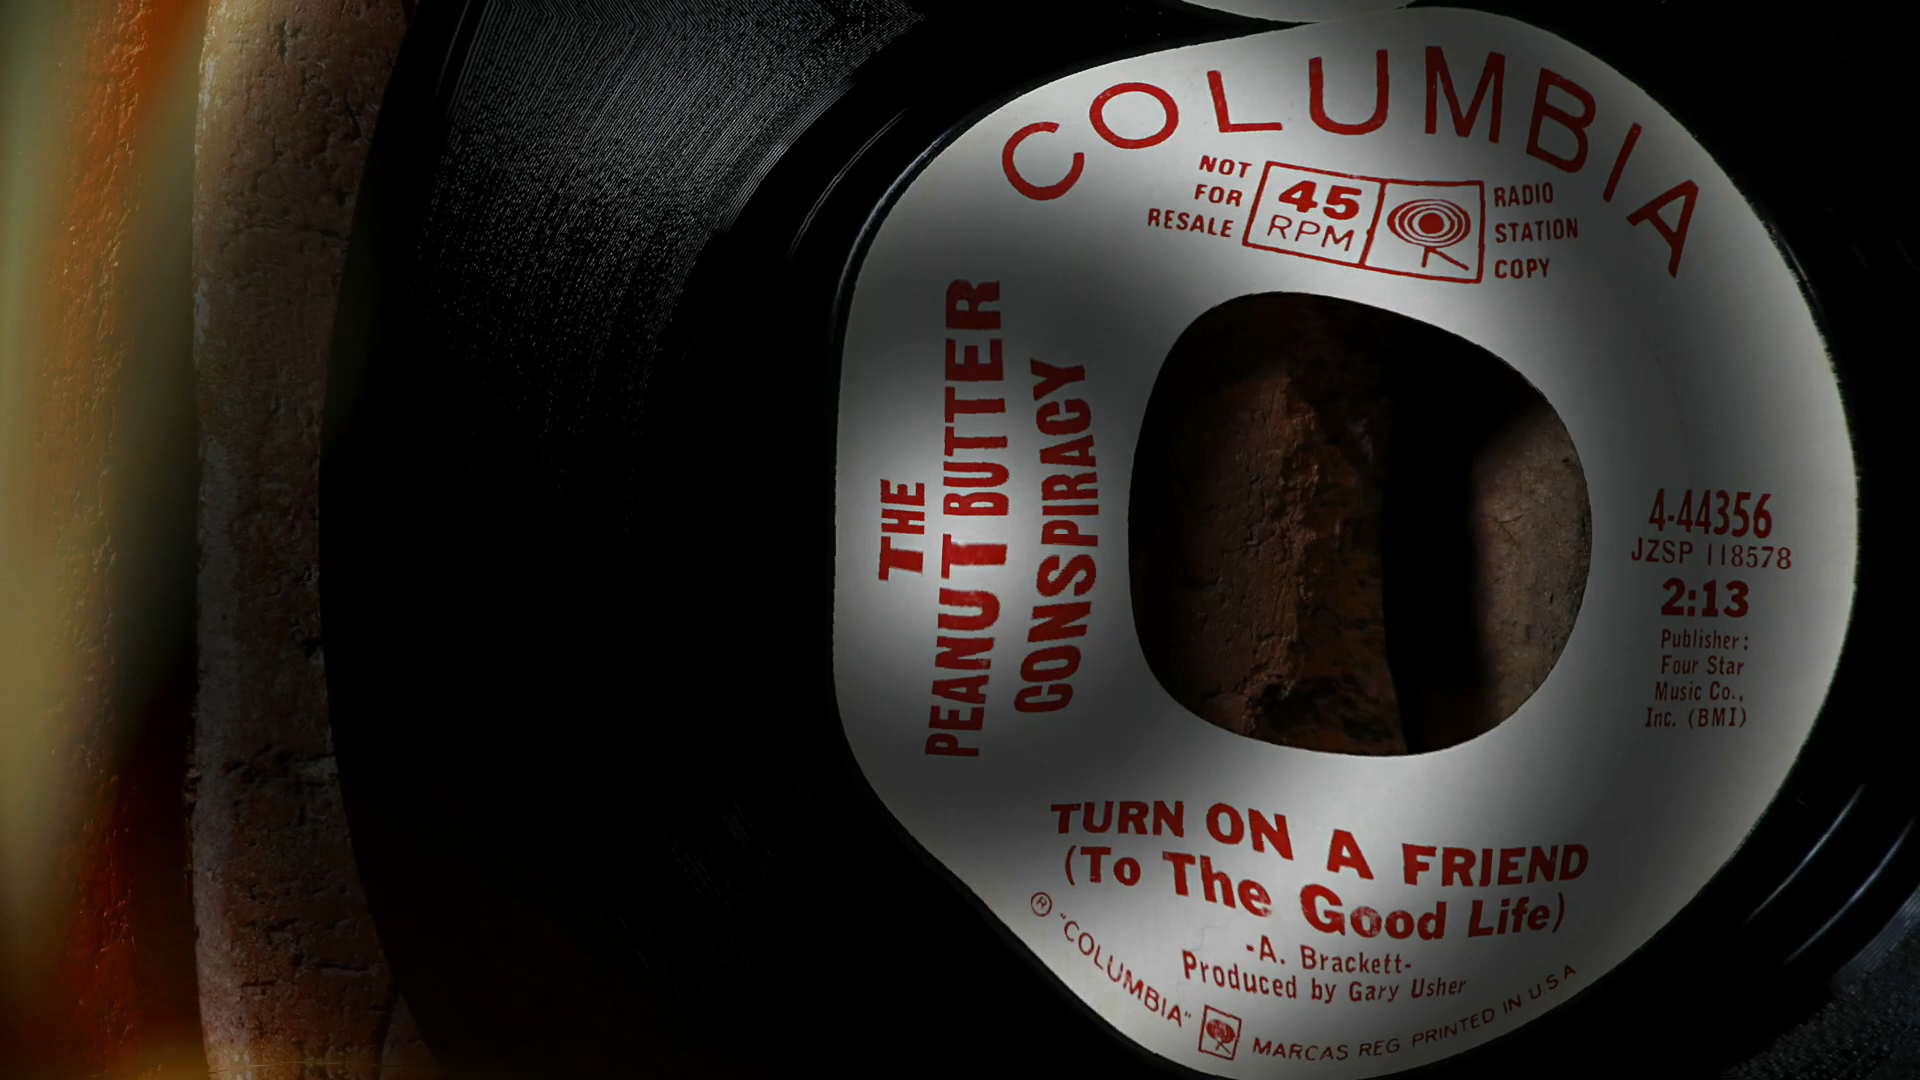 COLUMBIA
NOT
FOR
RESALE
45
RPM
RADIO
STATION
COPY
THE
PEANUT BUTTER
CONSPIRACY
4-44356
JZSP 118578
2:13
Publisher:
Four Star
Music Co.,
Inc. (BMI)
TURN ON A FRIEND
(To The Good Life)
-A. Brackett-
Produced by Gary Usher
® "COLUMBIA" MARCAS REG PRINTED IN U.S.A